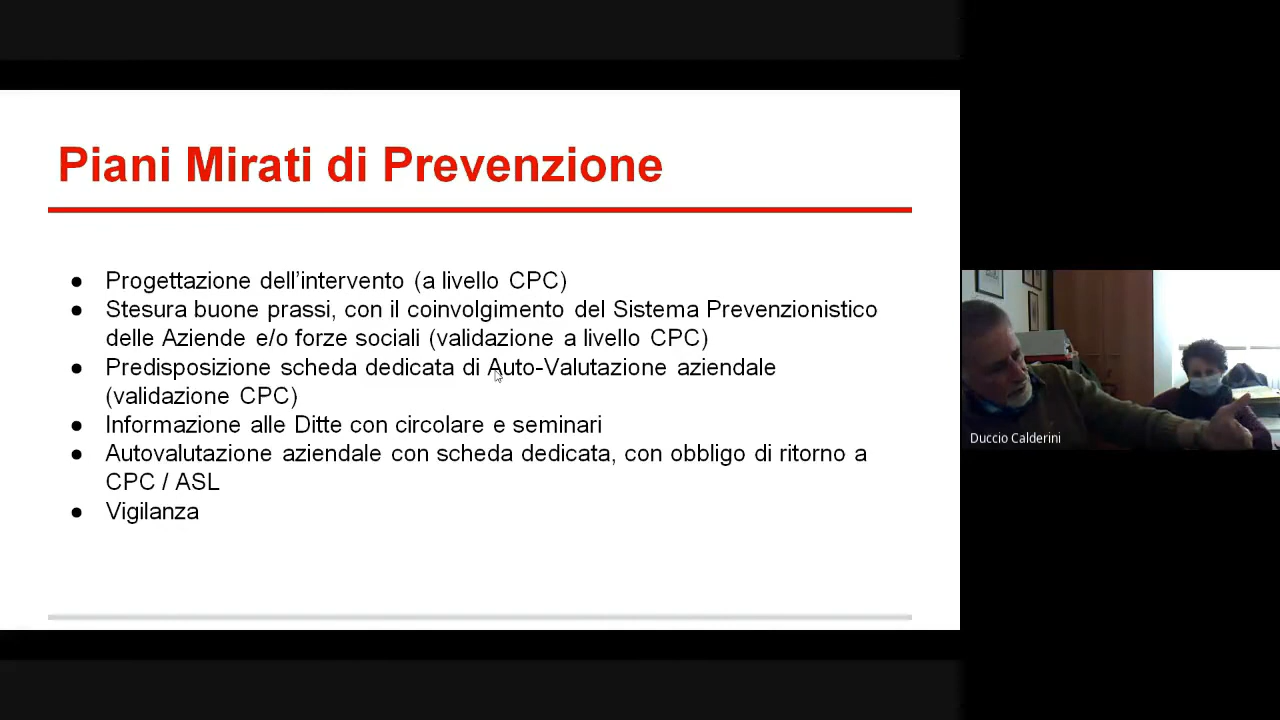 Piani Mirati di Prevenzione
● Progettazione dell’intervento (a livello CPC)
● Stesura buone prassi, con il coinvolgimento del Sistema Prevenzionistico
delle Aziende e/o forze sociali (validazione a livello CPC)
● Predisposizione scheda dedicata di Auto-Valutazione aziendale
(validazione CPC)
● Informazione alle Ditte con circolare e seminari
● Autovalutazione aziendale con scheda dedicata, con obbligo di ritorno a
CPC / ASL
● Vigilanza
Duccio Calderini